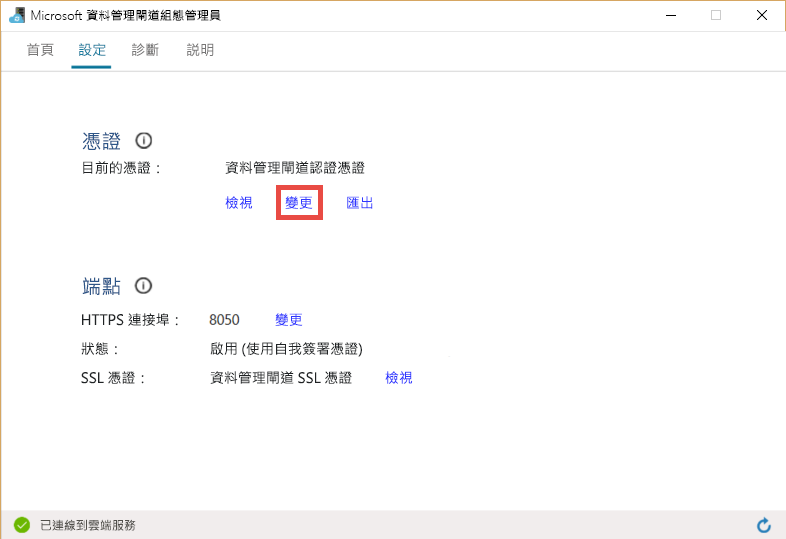 Microsoft 資料管理閘道組態管理員
首頁 設定 診斷 説明
憑證
目前的憑證： 資料管理閘道認證憑證
檢視 變更 匯出
端點
HTTPS 連接埠： 8050 變更
狀態： 啟用 (使用自我簽署憑證)
SSL 憑證： 資料管理閘道 SSL 憑證 檢視
已連線到雲端服務